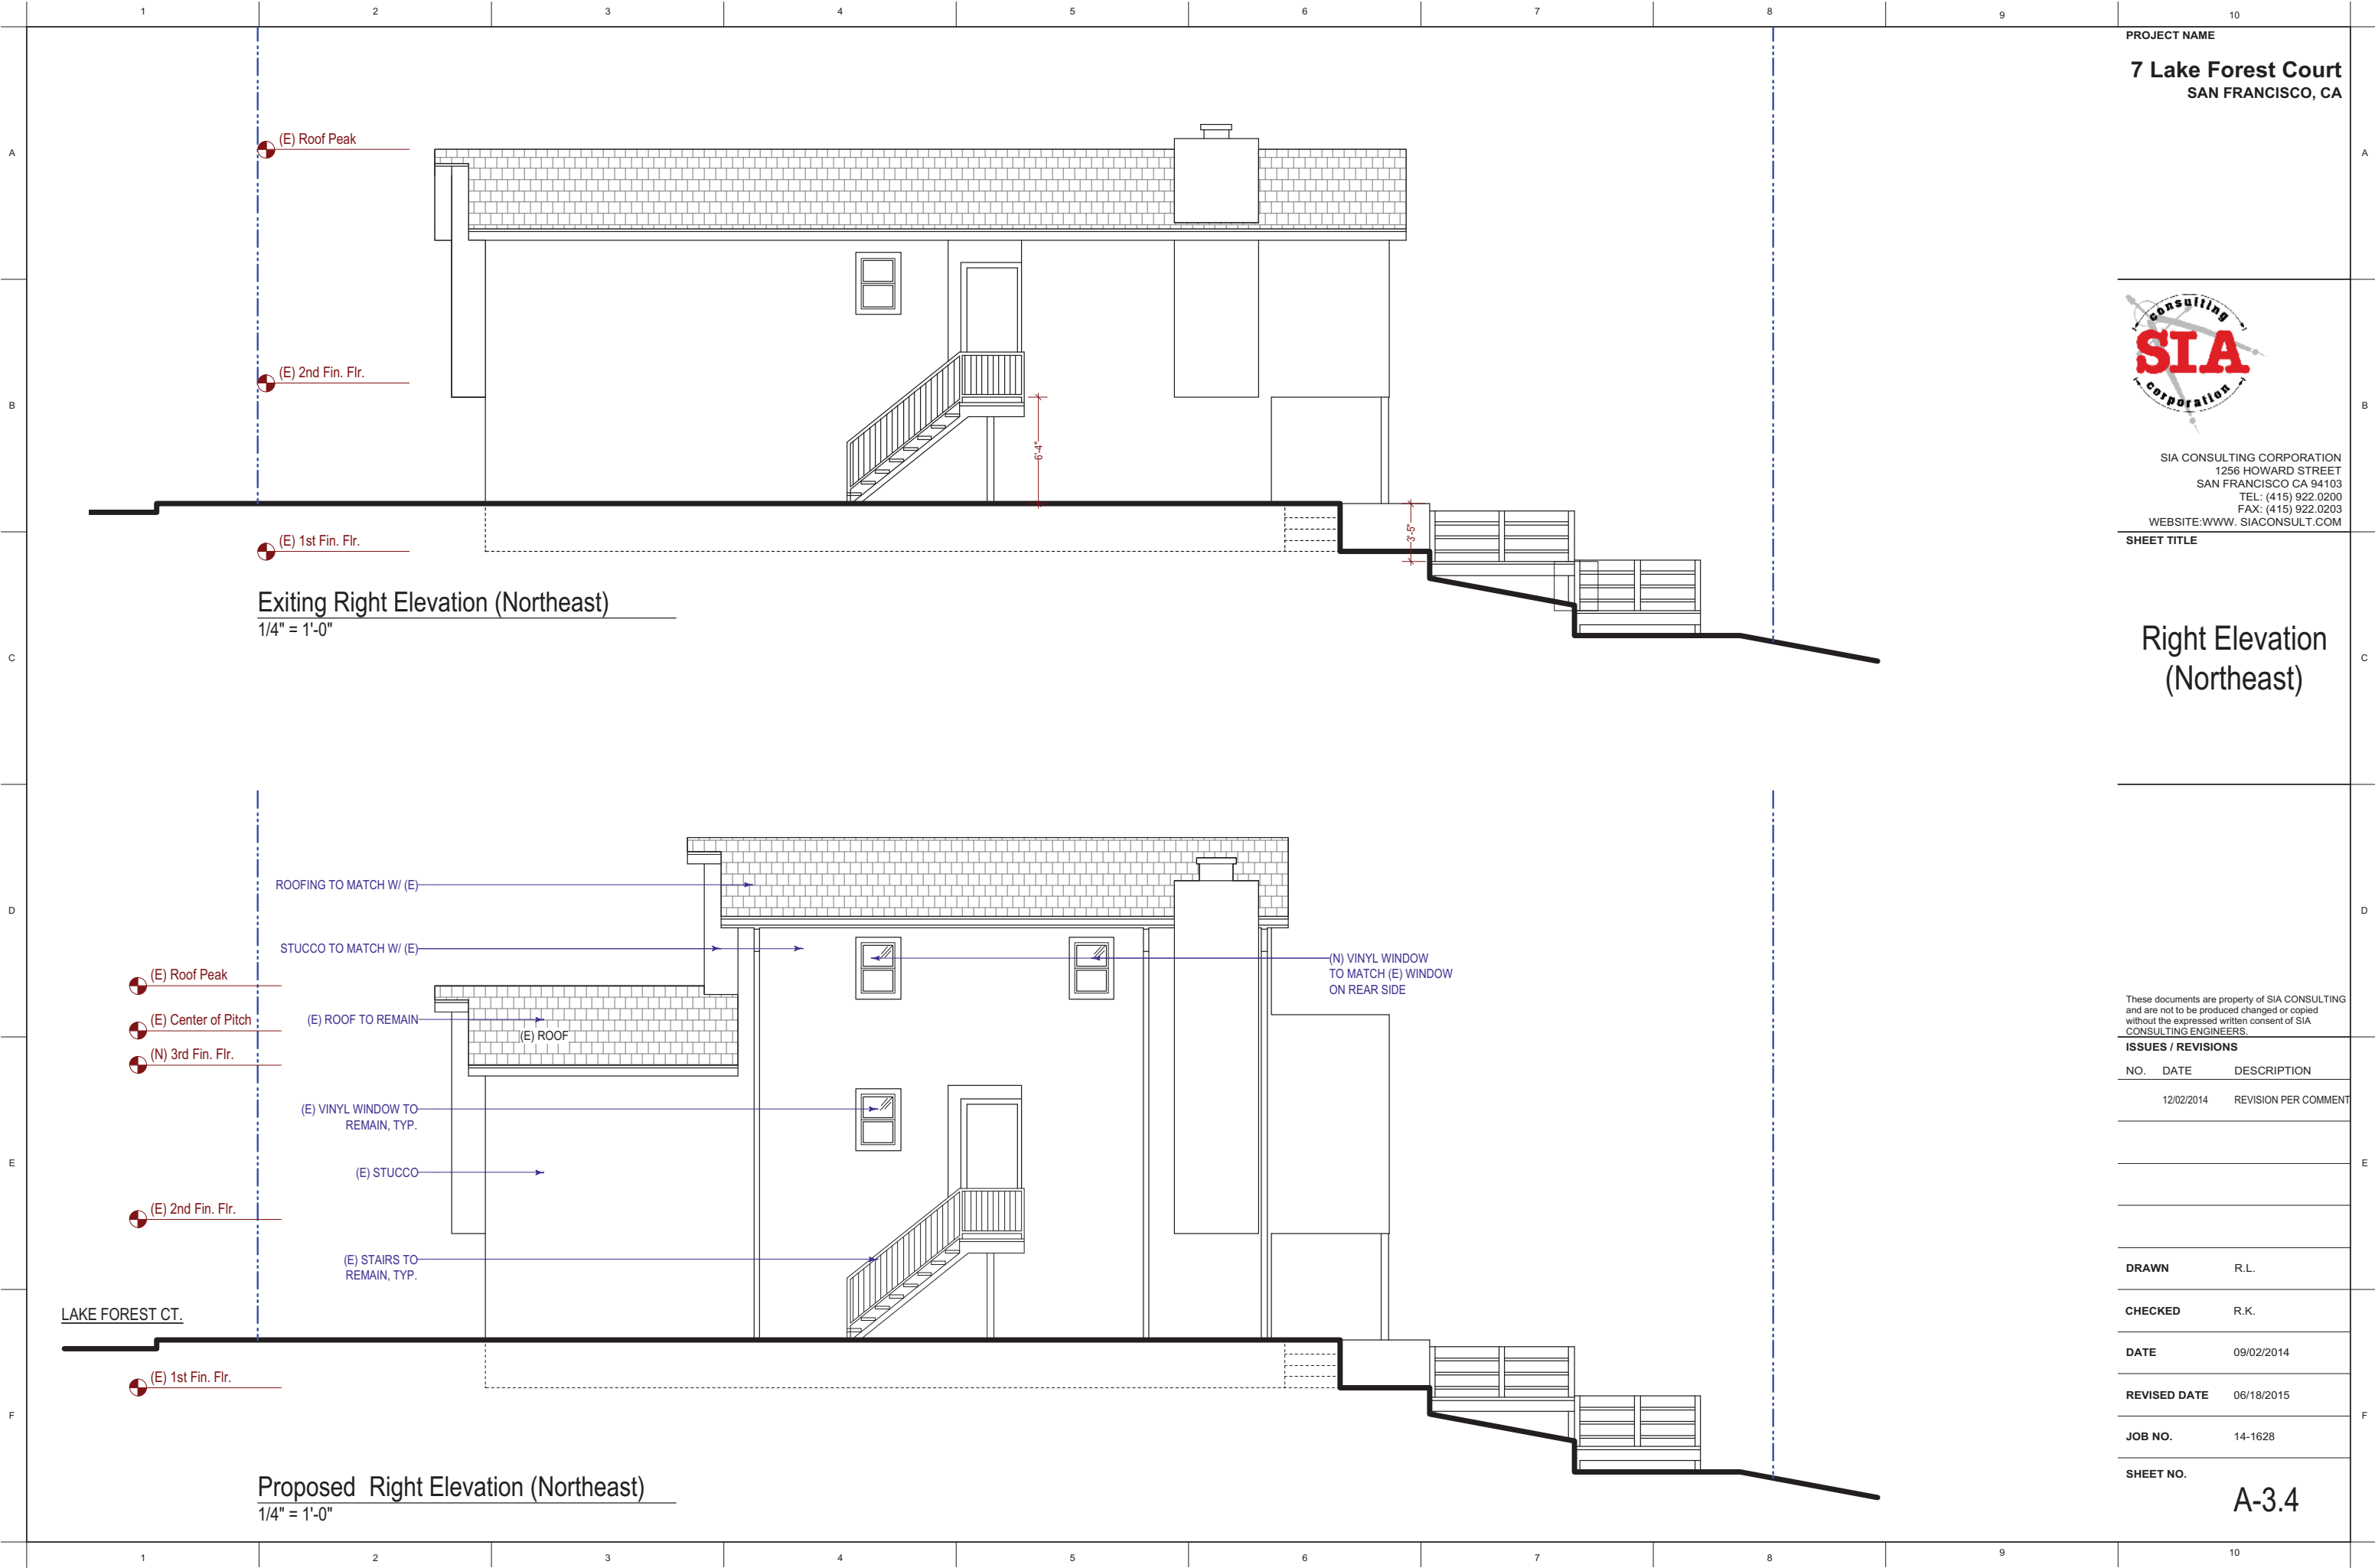 1 2 3 4 5 6 7 8 9 10
A
B
C
D
E
F
(E) Roof Peak
(E) 2nd Fin. Flr.
6'-4"
3'-5"
(E) 1st Fin. Flr.
Exiting Right Elevation (Northeast)
1/4" = 1'-0"
ROOFING TO MATCH W/ (E)
STUCCO TO MATCH W/ (E)
(N) VINYL WINDOW
TO MATCH (E) WINDOW
ON REAR SIDE
(E) Roof Peak
(E) Center of Pitch
(E) ROOF TO REMAIN
(E) ROOF
(N) 3rd Fin. Flr.
(E) VINYL WINDOW TO
REMAIN, TYP.
(E) STUCCO
(E) 2nd Fin. Flr.
(E) STAIRS TO
REMAIN, TYP.
LAKE FOREST CT.
(E) 1st Fin. Flr.
Proposed Right Elevation (Northeast)
1/4" = 1'-0"
PROJECT NAME
7 Lake Forest Court
SAN FRANCISCO, CA
consulting
SIA
corporation
SIA CONSULTING CORPORATION
1256 HOWARD STREET
SAN FRANCISCO CA 94103
TEL: (415) 922.0200
FAX: (415) 922.0203
WEBSITE:WWW. SIACONSULT.COM
SHEET TITLE
Right Elevation
(Northeast)
These documents are property of SIA CONSULTING
and are not to be produced changed or copied
without the expressed written consent of SIA
CONSULTING ENGINEERS.
ISSUES / REVISIONS
NO. DATE DESCRIPTION
12/02/2014 REVISION PER COMMENT
DRAWN R.L.
CHECKED R.K.
DATE 09/02/2014
REVISED DATE 06/18/2015
JOB NO. 14-1628
SHEET NO.
A-3.4
A
B
C
D
E
F
1 2 3 4 5 6 7 8 9 10